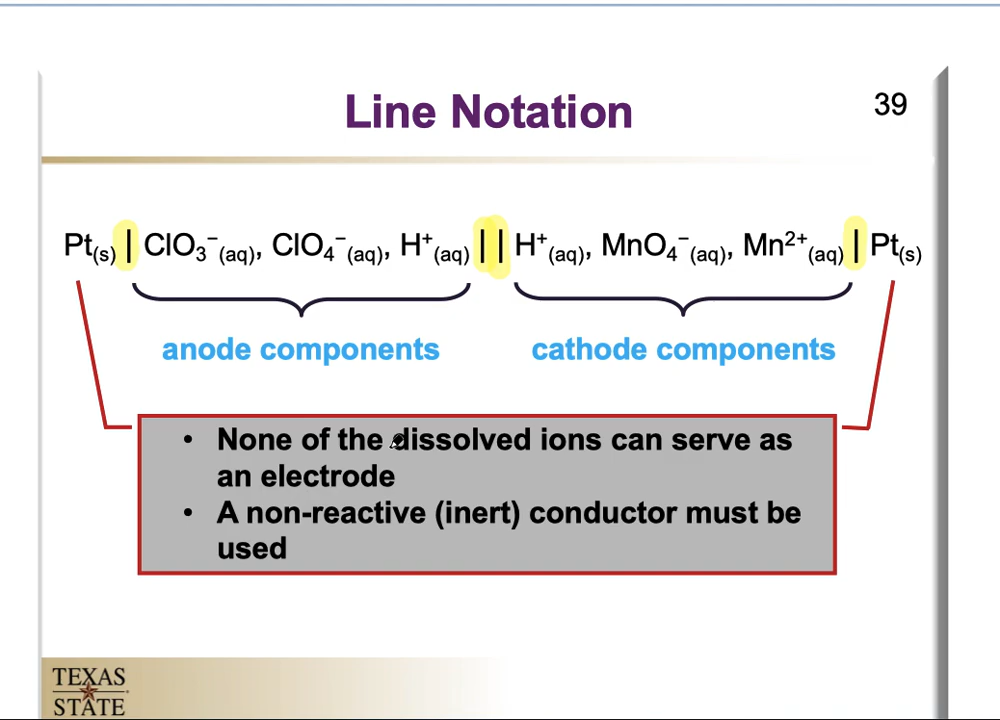 Line Notation
39
Pt(s) | ClO₃⁻(aq), ClO₄⁻(aq), H⁺(aq) || H⁺(aq), MnO₄⁻(aq), Mn²⁺(aq) | Pt(s)
anode components
cathode components
• None of the dissolved ions can serve as
an electrode
• A non-reactive (inert) conductor must be
used
TEXAS
STATE